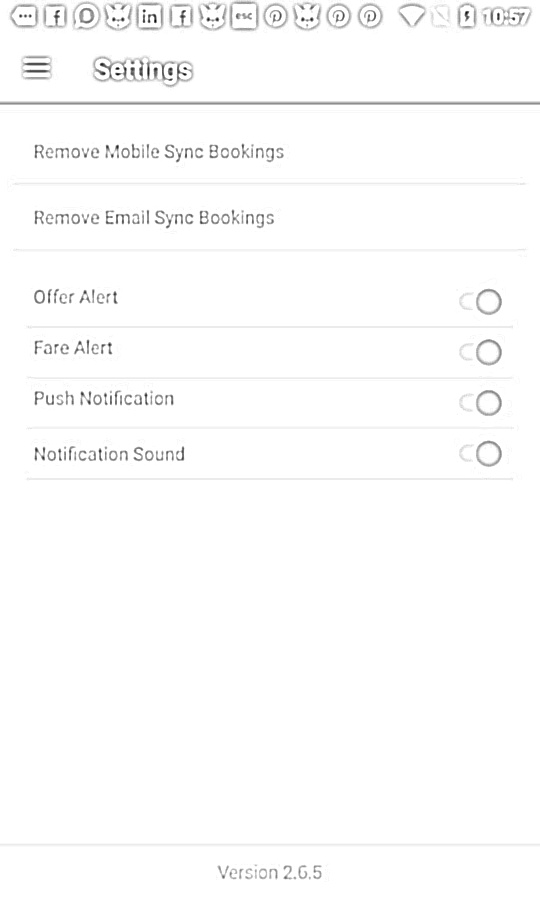 10:57
Settings
Remove Mobile Sync Bookings
Remove Email Sync Bookings
Offer Alert
Fare Alert
Push Notification
Notification Sound
Version 2.6.5